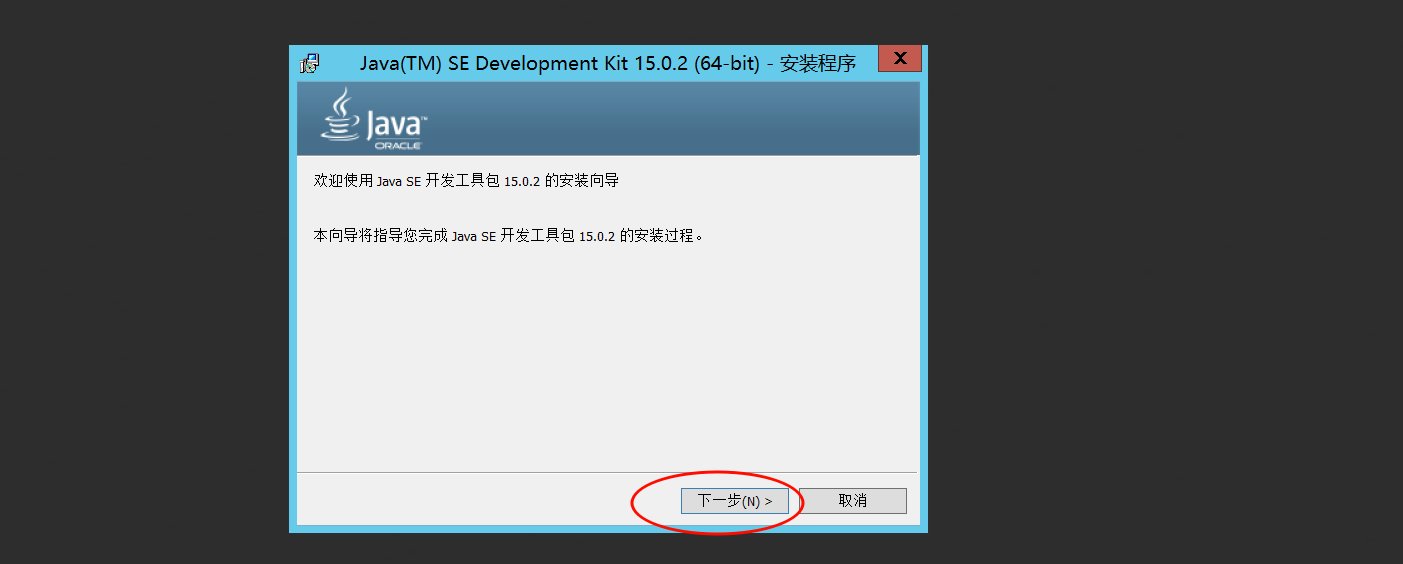 Java(TM) SE Development Kit 15.0.2 (64-bit) - 安装程序
X
Java™
ORACLE
欢迎使用 Java SE 开发工具包 15.0.2 的安装向导
本向导将指导您完成 Java SE 开发工具包 15.0.2 的安装过程。
下一步(N) > 取消